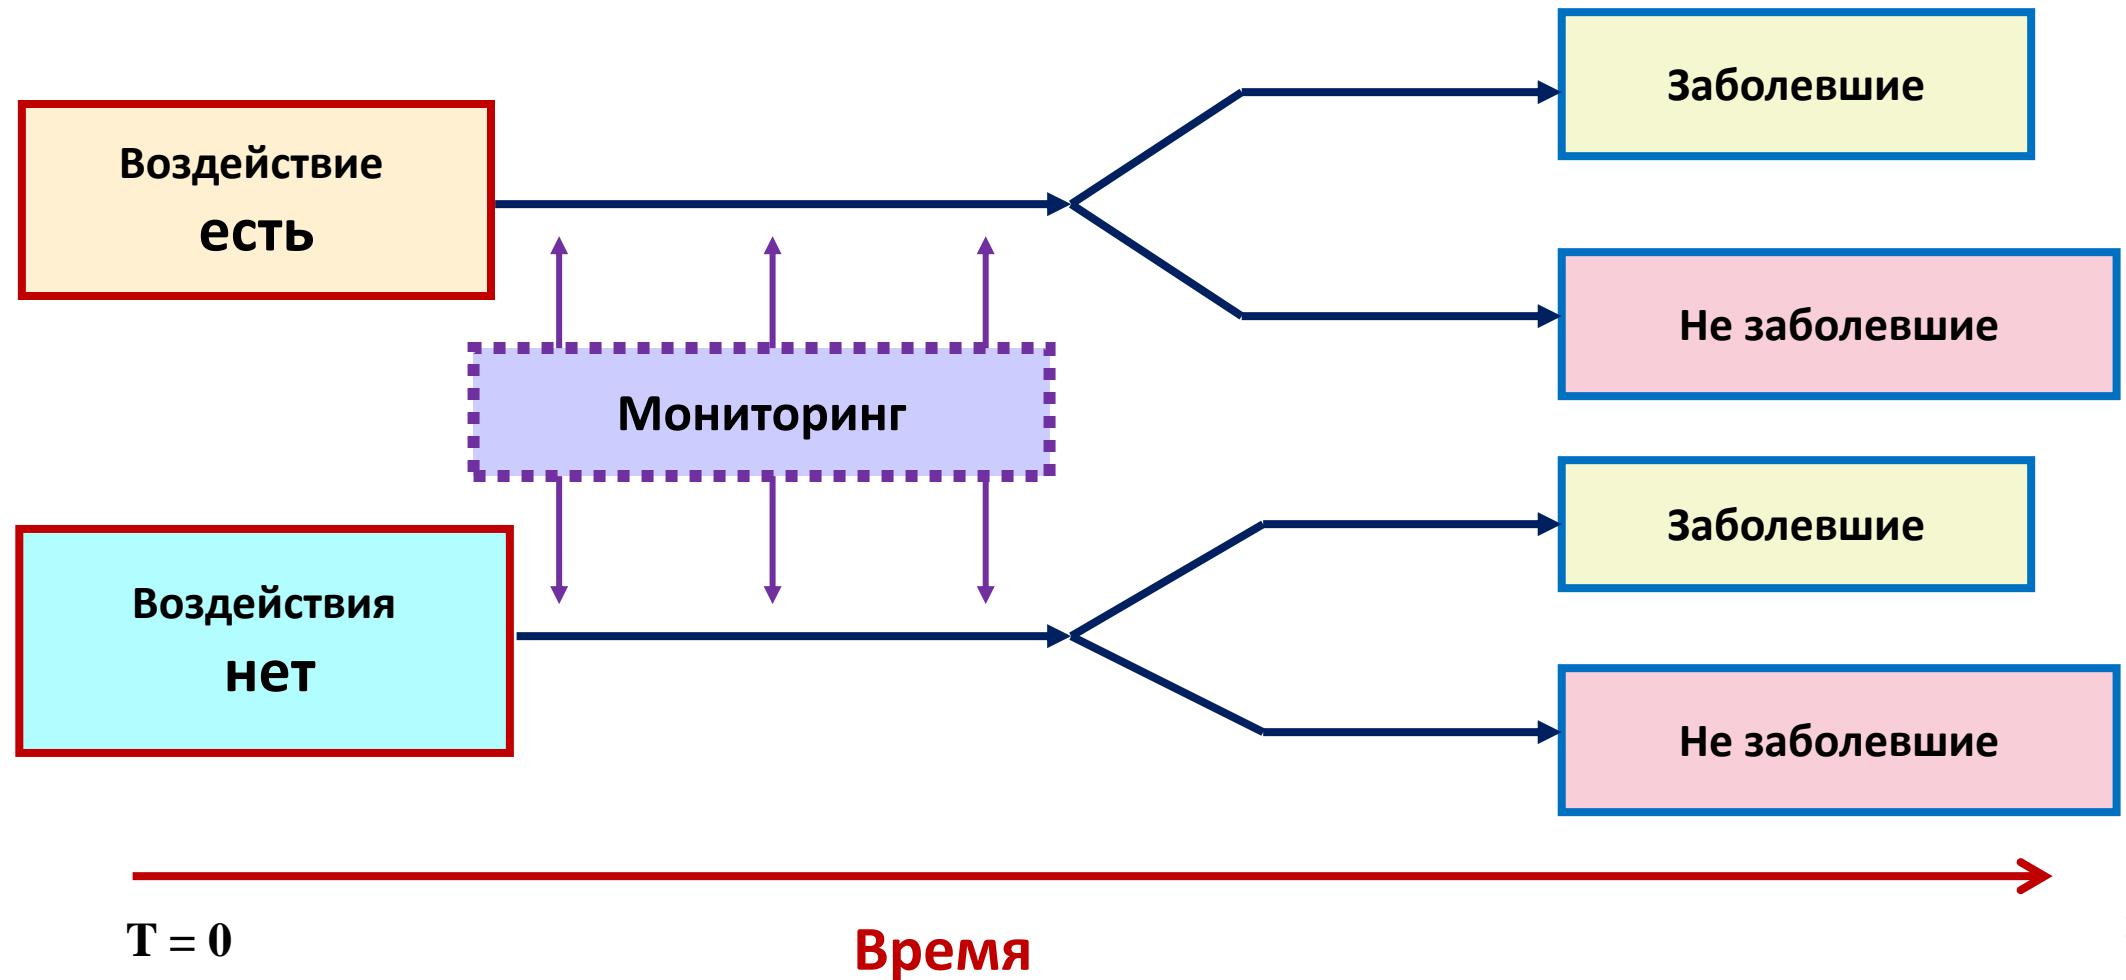 Воздействие
есть
Заболевшие
Не заболевшие
Мониторинг
Воздействия
нет
Заболевшие
Не заболевшие
T = 0
Время